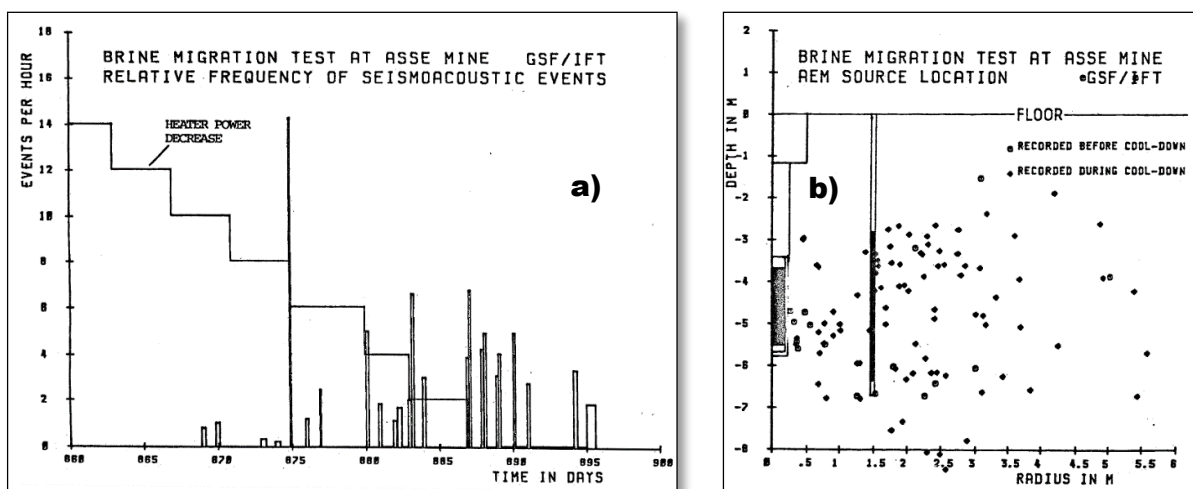 BRINE MIGRATION TEST AT ASSE MINE GSF/IFT
RELATIVE FREQUENCY OF SEISMOACOUSTIC EVENTS
EVENTS PER HOUR
18
16
14
12
10
8
6
4
2
0
HEATER POWER
DECREASE
a)
860 865 870 875 880 885 890 895 900
TIME IN DAYS
BRINE MIGRATION TEST AT ASSE MINE
AEM SOURCE LOCATION GSF/IFT
DEPTH IN M
2
1
0
-1
-2
-3
-4
-5
-6
-7
-8
FLOOR
RECORDED BEFORE COOL-DOWN
RECORDED DURING COOL-DOWN
b)
0 .5 1 1.5 2 2.5 3 3.5 4 4.5 5 5.5 6
RADIUS IN M